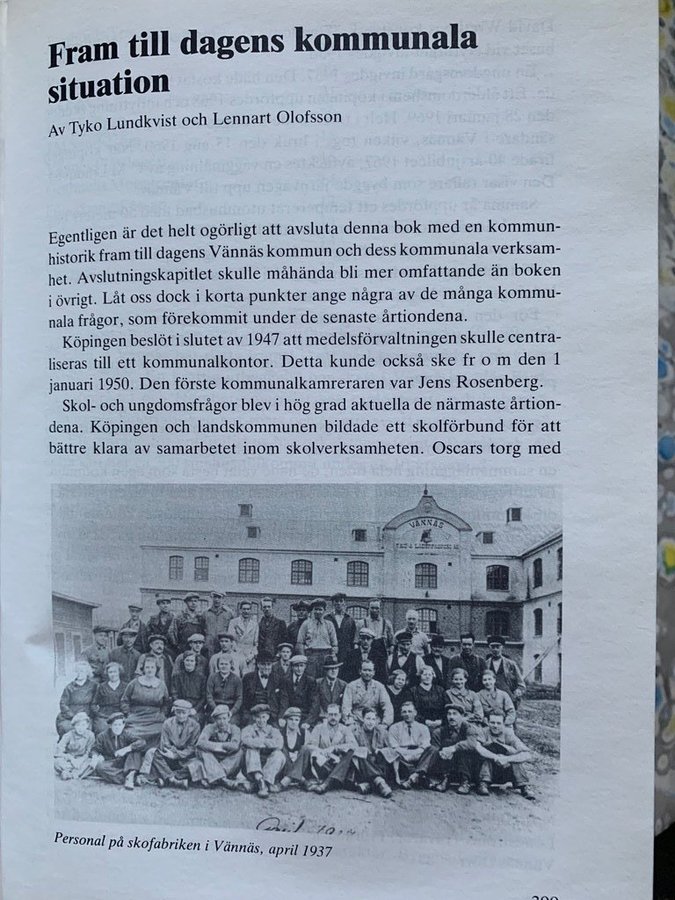 Fram till dagens kommunala
situation
Av Tyko Lundkvist och Lennart Olofsson
Egentligen är det helt ogörligt att avsluta denna bok med en kommun-
historik fram till dagens Vännäs kommun och dess kommunala verksam-
het. Avslutningskapitlet skulle måhända bli mer omfattande än boken
i övrigt. Låt oss dock i korta punkter ange några av de många kommu-
nala frågor, som förekommit under de senaste årtiondena.
Köpingen beslöt i slutet av 1947 att medelsförvaltningen skulle centra-
liseras till ett kommunalkontor. Detta kunde också ske fr o m den 1
januari 1950. Den förste kommunalkamreraren var Jens Rosenberg.
Skol- och ungdomsfrågor blev i hög grad aktuella de närmaste årtion-
dena. Köpingen och landskommunen bildade ett skolförbund för att
bättre klara av samarbetet inom skolverksamheten. Oscars torg med
VÄNNÄS
Personal på skofabriken i Vännäs, april 1937